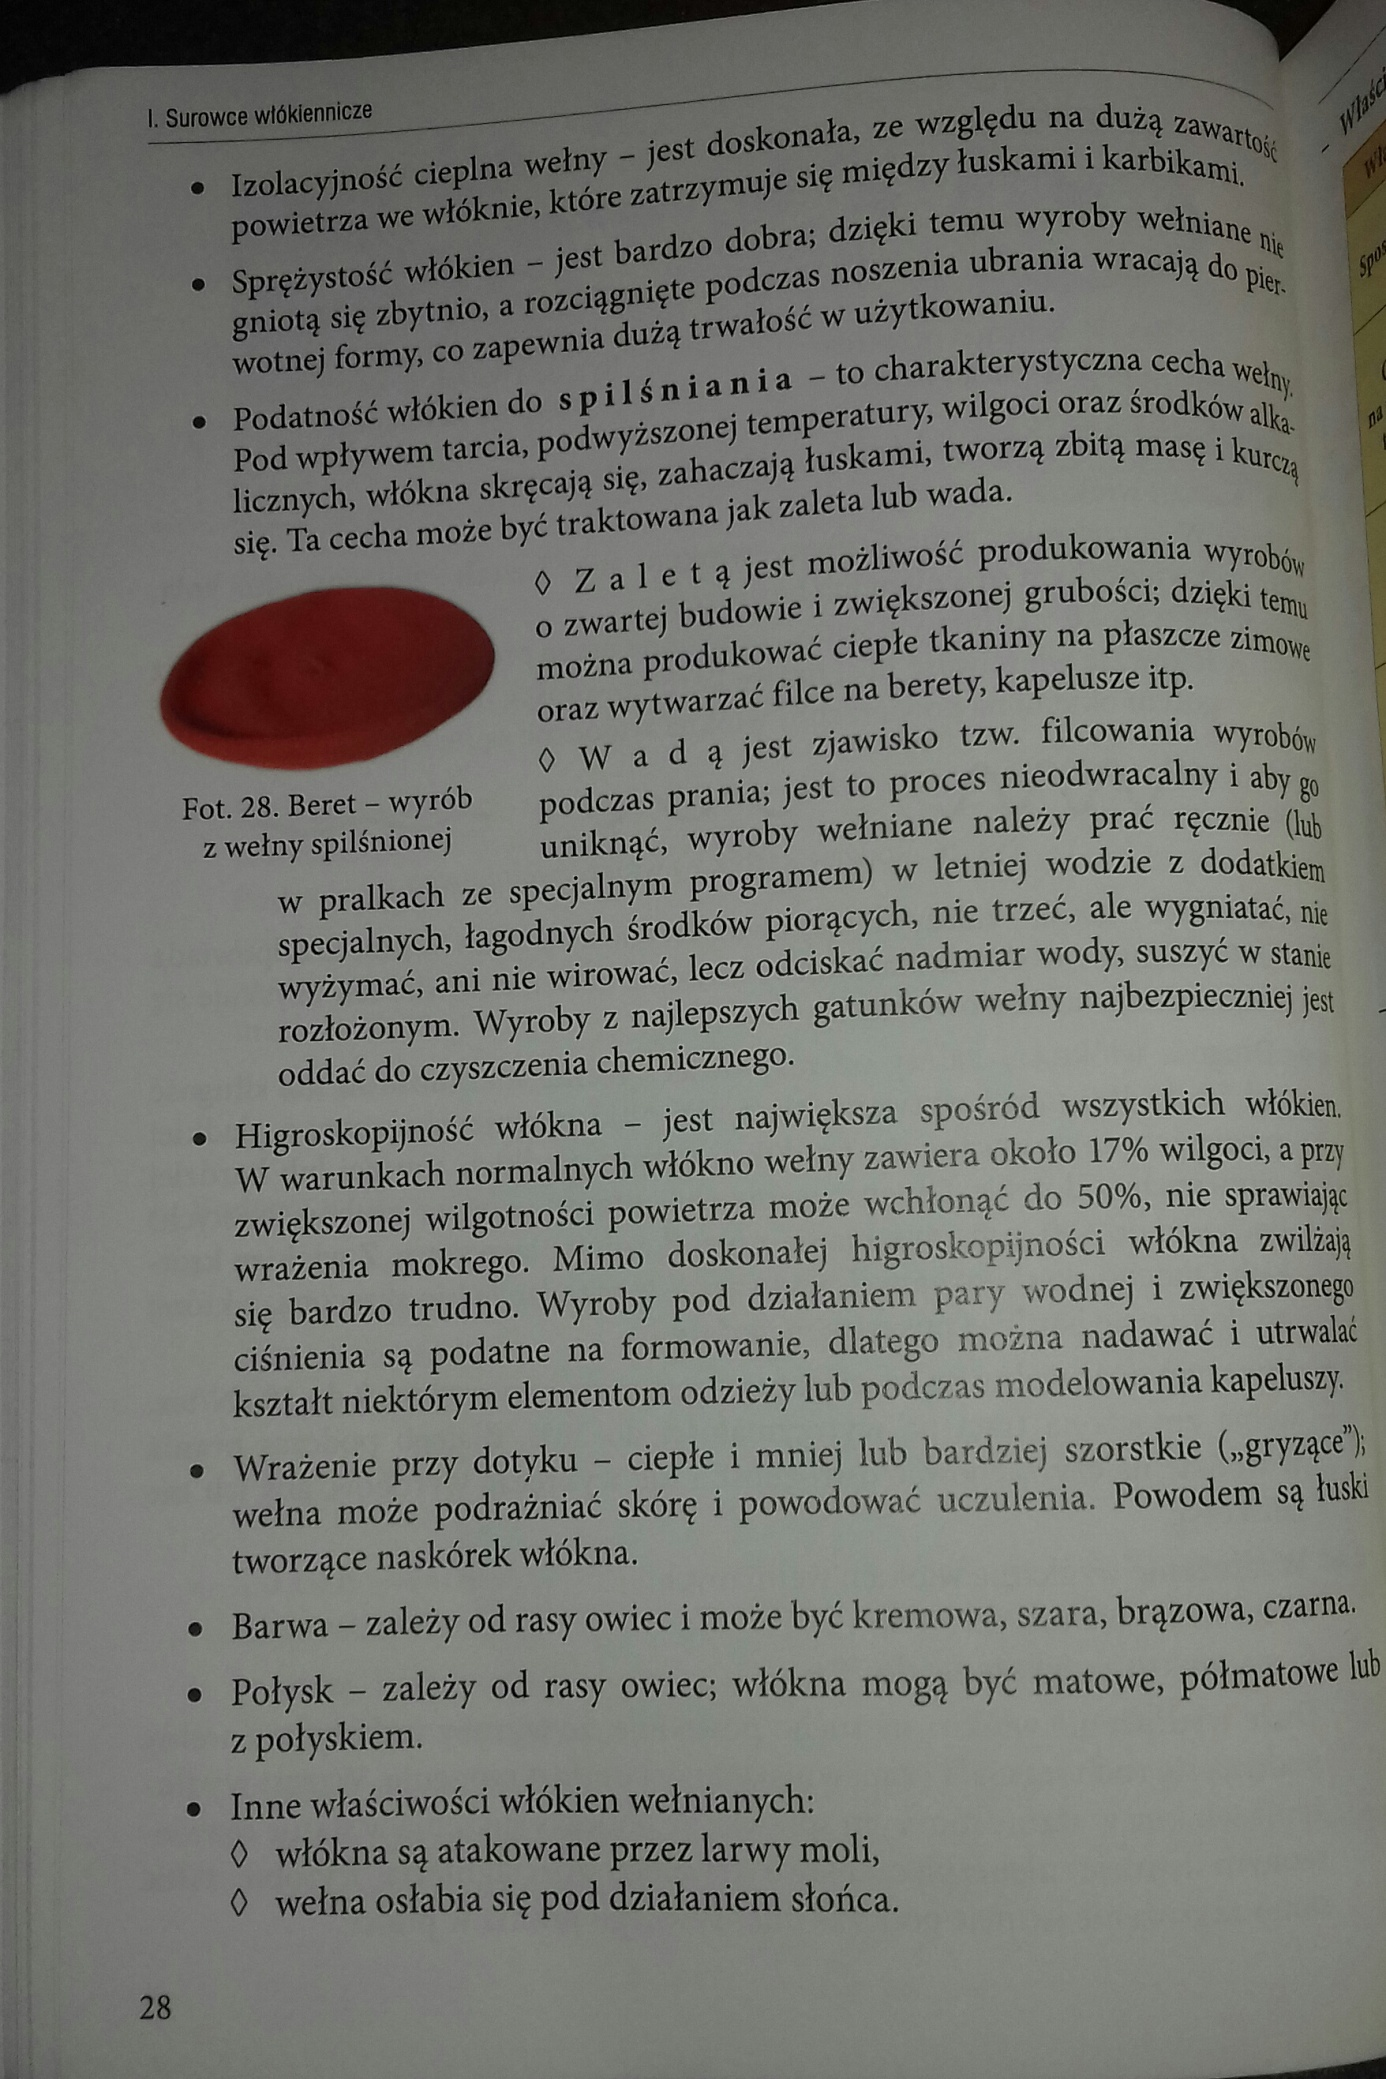 I. Surowce włókiennicze
• Izolacyjność cieplna wełny – jest doskonała, ze względu na dużą zawartość
powietrza we włóknie, które zatrzymuje się między łuskami i karbikami.
• Sprężystość włókien – jest bardzo dobra; dzięki temu wyroby wełniane nie
gniotą się zbytnio, a rozciągnięte podczas noszenia ubrania wracają do pier-
wotnej formy, co zapewnia dużą trwałość w użytkowaniu.
• Podatność włókien do spilśniania – to charakterystyczna cecha wełny.
Pod wpływem tarcia, podwyższonej temperatury, wilgoci oraz środków alka-
licznych, włókna skręcają się, zahaczają łuskami, tworzą zbitą masę i kurczą
się. Ta cecha może być traktowana jak zaleta lub wada.
◊ Zaletą jest możliwość produkowania wyrobów
o zwartej budowie i zwiększonej grubości; dzięki temu
można produkować ciepłe tkaniny na płaszcze zimowe
oraz wytwarzać filce na berety, kapelusze itp.
◊ Wadą jest zjawisko tzw. filcowania wyrobów
podczas prania; jest to proces nieodwracalny i aby go
uniknąć, wyroby wełniane należy prać ręcznie (lub
w pralkach ze specjalnym programem) w letniej wodzie z dodatkiem
specjalnych, łagodnych środków piorących, nie trzeć, ale wygniatać, nie
wyżymać, ani nie wirować, lecz odciskać nadmiar wody, suszyć w stanie
rozłożonym. Wyroby z najlepszych gatunków wełny najbezpieczniej jest
oddać do czyszczenia chemicznego.
Fot. 28. Beret – wyrób
z wełny spilśnionej
• Higroskopijność włókna – jest największa spośród wszystkich włókien.
W warunkach normalnych włókno wełny zawiera około 17% wilgoci, a przy
zwiększonej wilgotności powietrza może wchłonąć do 50%, nie sprawiając
wrażenia mokrego. Mimo doskonałej higroskopijności włókna zwilżają
się bardzo trudno. Wyroby pod działaniem pary wodnej i zwiększonego
ciśnienia są podatne na formowanie, dlatego można nadawać i utrwalać
kształt niektórym elementom odzieży lub podczas modelowania kapeluszy.
• Wrażenie przy dotyku – ciepłe i mniej lub bardziej szorstkie („gryzące”);
wełna może podrażniać skórę i powodować uczulenia. Powodem są łuski
tworzące naskórek włókna.
• Barwa – zależy od rasy owiec i może być kremowa, szara, brązowa, czarna.
• Połysk – zależy od rasy owiec; włókna mogą być matowe, półmatowe lub
z połyskiem.
• Inne właściwości włókien wełnianych:
◊ włókna są atakowane przez larwy moli,
◊ wełna osłabia się pod działaniem słońca.
28